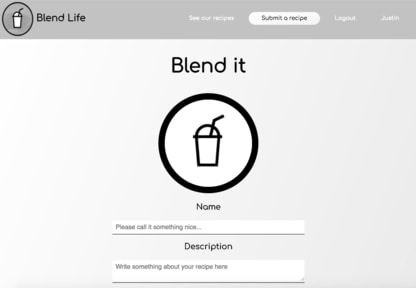 Blend Life
See our recipes
Submit a recipe
Logout
Justin
Blend it
Name
Please call it something nice...
Description
Write something about your recipe here